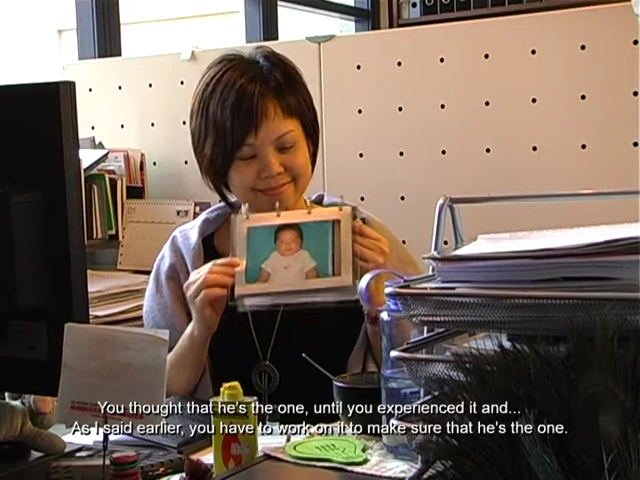 01
You thought that he's the one, until you experienced it and...
As I said earlier, you have to work on it to make sure that he's the one.